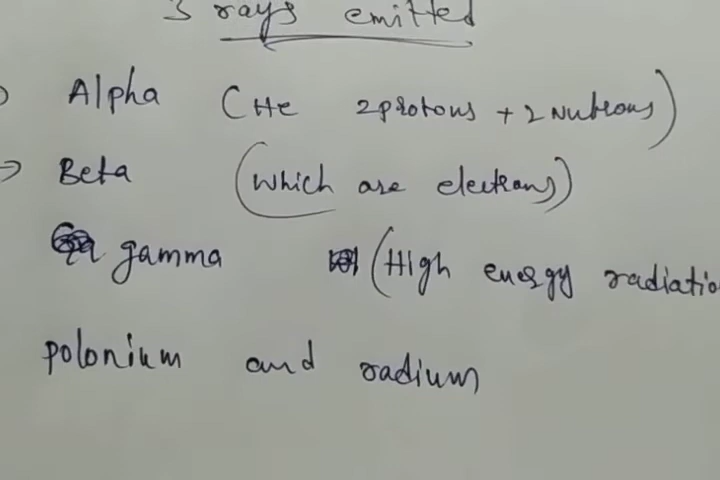 3 rays emitted
Alpha (He 2protons + 2 Nutrons)
→ Beta (which are electrons)
gamma (High energy radiatio
polonium and radium